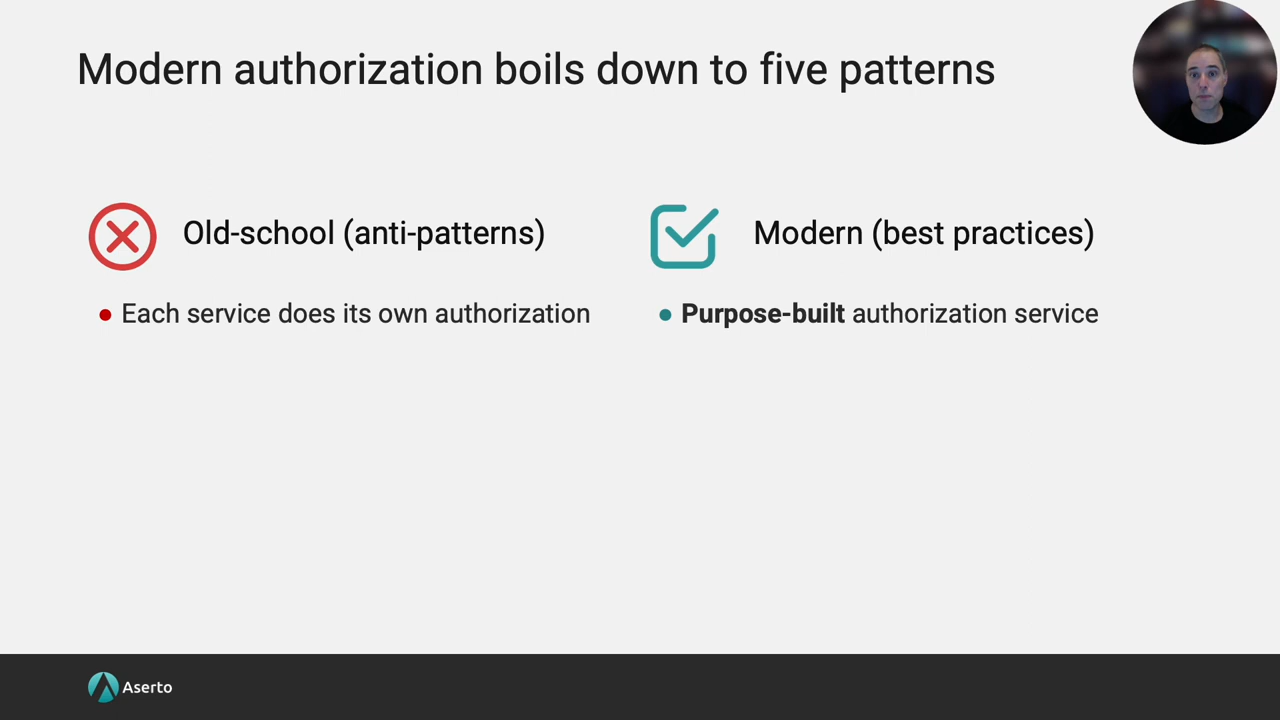 Modern authorization boils down to five patterns
Old-school (anti-patterns)
Each service does its own authorization
Modern (best practices)
Purpose-built authorization service
Aserto